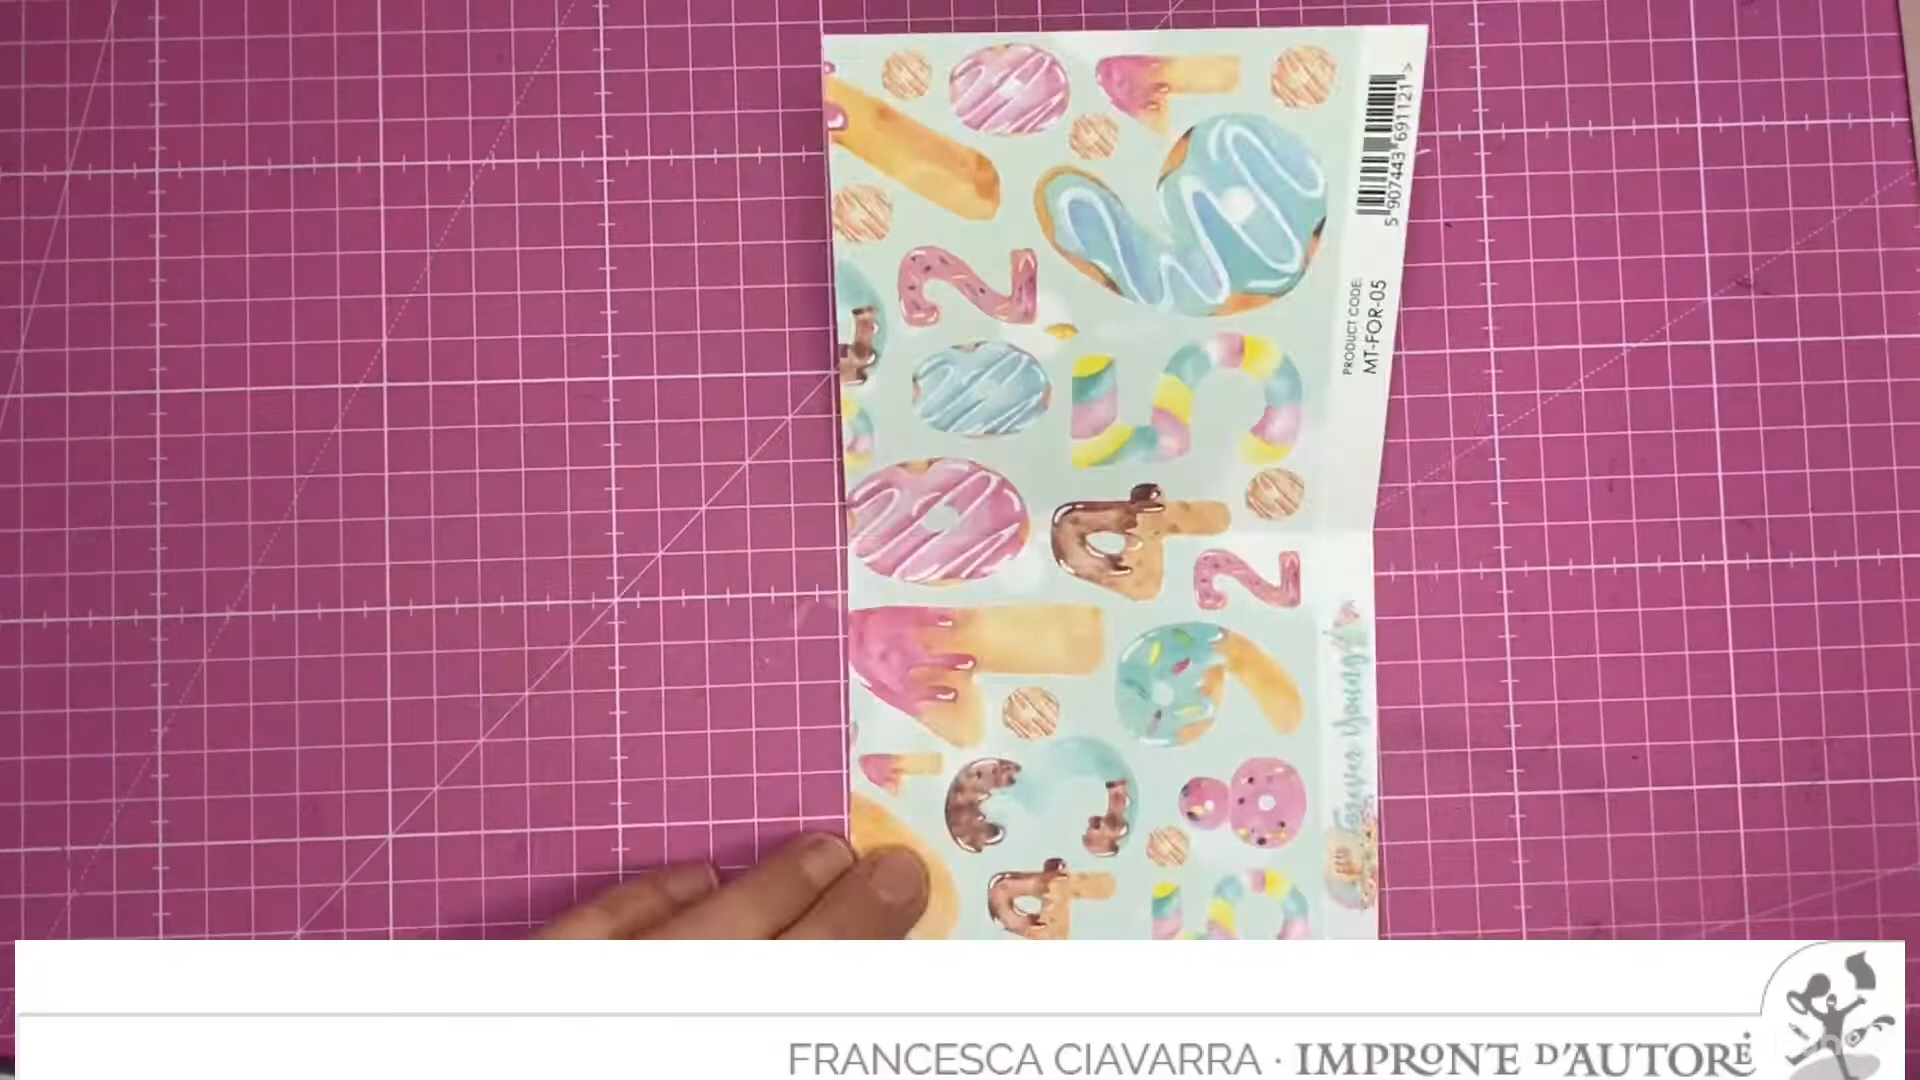 5 907443 691121 >
PRODUCT CODE:
MT-FOR-05
Forever Young
FRANCESCA CIAVARRA · IMPRONTE D'AUTORE